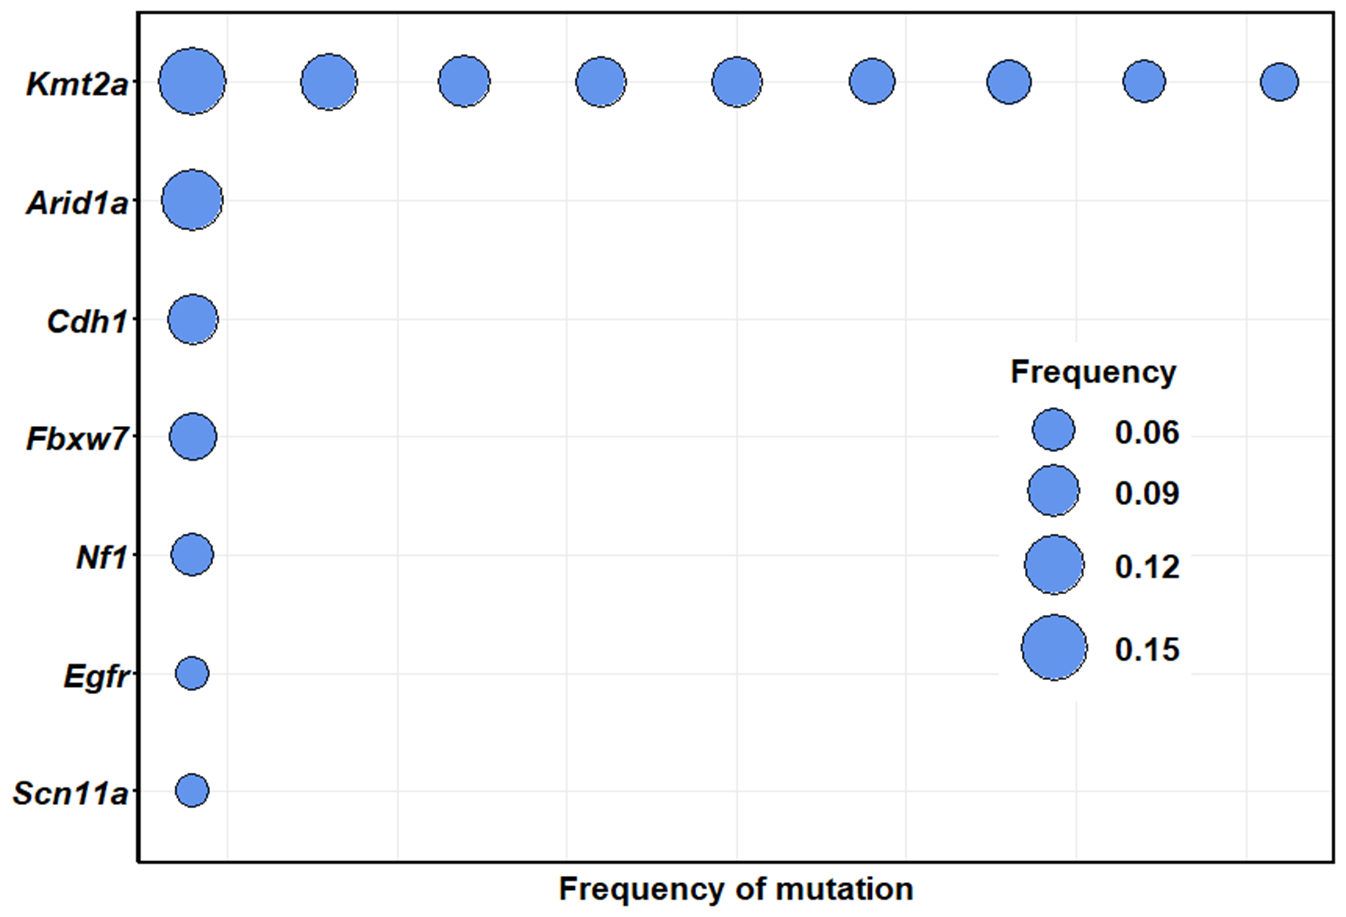 Kmt2a
Arid1a
Cdh1
Fbxw7
Nf1
Egfr
Scn11a
Frequency
0.06
0.09
0.12
0.15
Frequency of mutation